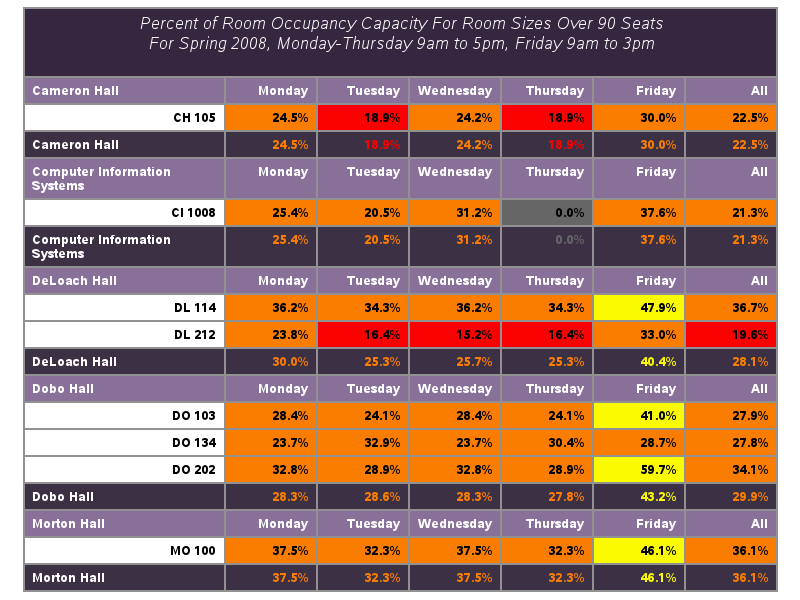 Percent of Room Occupancy Capacity For Room Sizes Over 90 Seats
For Spring 2008, Monday-Thursday 9am to 5pm, Friday 9am to 3pm
Cameron Hall Monday Tuesday Wednesday Thursday Friday All
CH 105 24.5% 18.9% 24.2% 18.9% 30.0% 22.5%
Cameron Hall 24.5% 18.9% 24.2% 18.9% 30.0% 22.5%
Computer Information Monday Tuesday Wednesday Thursday Friday All
Systems
CI 1008 25.4% 20.5% 31.2% 0.0% 37.6% 21.3%
Computer Information 25.4% 20.5% 31.2% 0.0% 37.6% 21.3%
Systems
DeLoach Hall Monday Tuesday Wednesday Thursday Friday All
DL 114 36.2% 34.3% 36.2% 34.3% 47.9% 36.7%
DL 212 23.8% 16.4% 15.2% 16.4% 33.0% 19.6%
DeLoach Hall 30.0% 25.3% 25.7% 25.3% 40.4% 28.1%
Dobo Hall Monday Tuesday Wednesday Thursday Friday All
DO 103 28.4% 24.1% 28.4% 24.1% 41.0% 27.9%
DO 134 23.7% 32.9% 23.7% 30.4% 28.7% 27.8%
DO 202 32.8% 28.9% 32.8% 28.9% 59.7% 34.1%
Dobo Hall 28.3% 28.6% 28.3% 27.8% 43.2% 29.9%
Morton Hall Monday Tuesday Wednesday Thursday Friday All
MO 100 37.5% 32.3% 37.5% 32.3% 46.1% 36.1%
Morton Hall 37.5% 32.3% 37.5% 32.3% 46.1% 36.1%